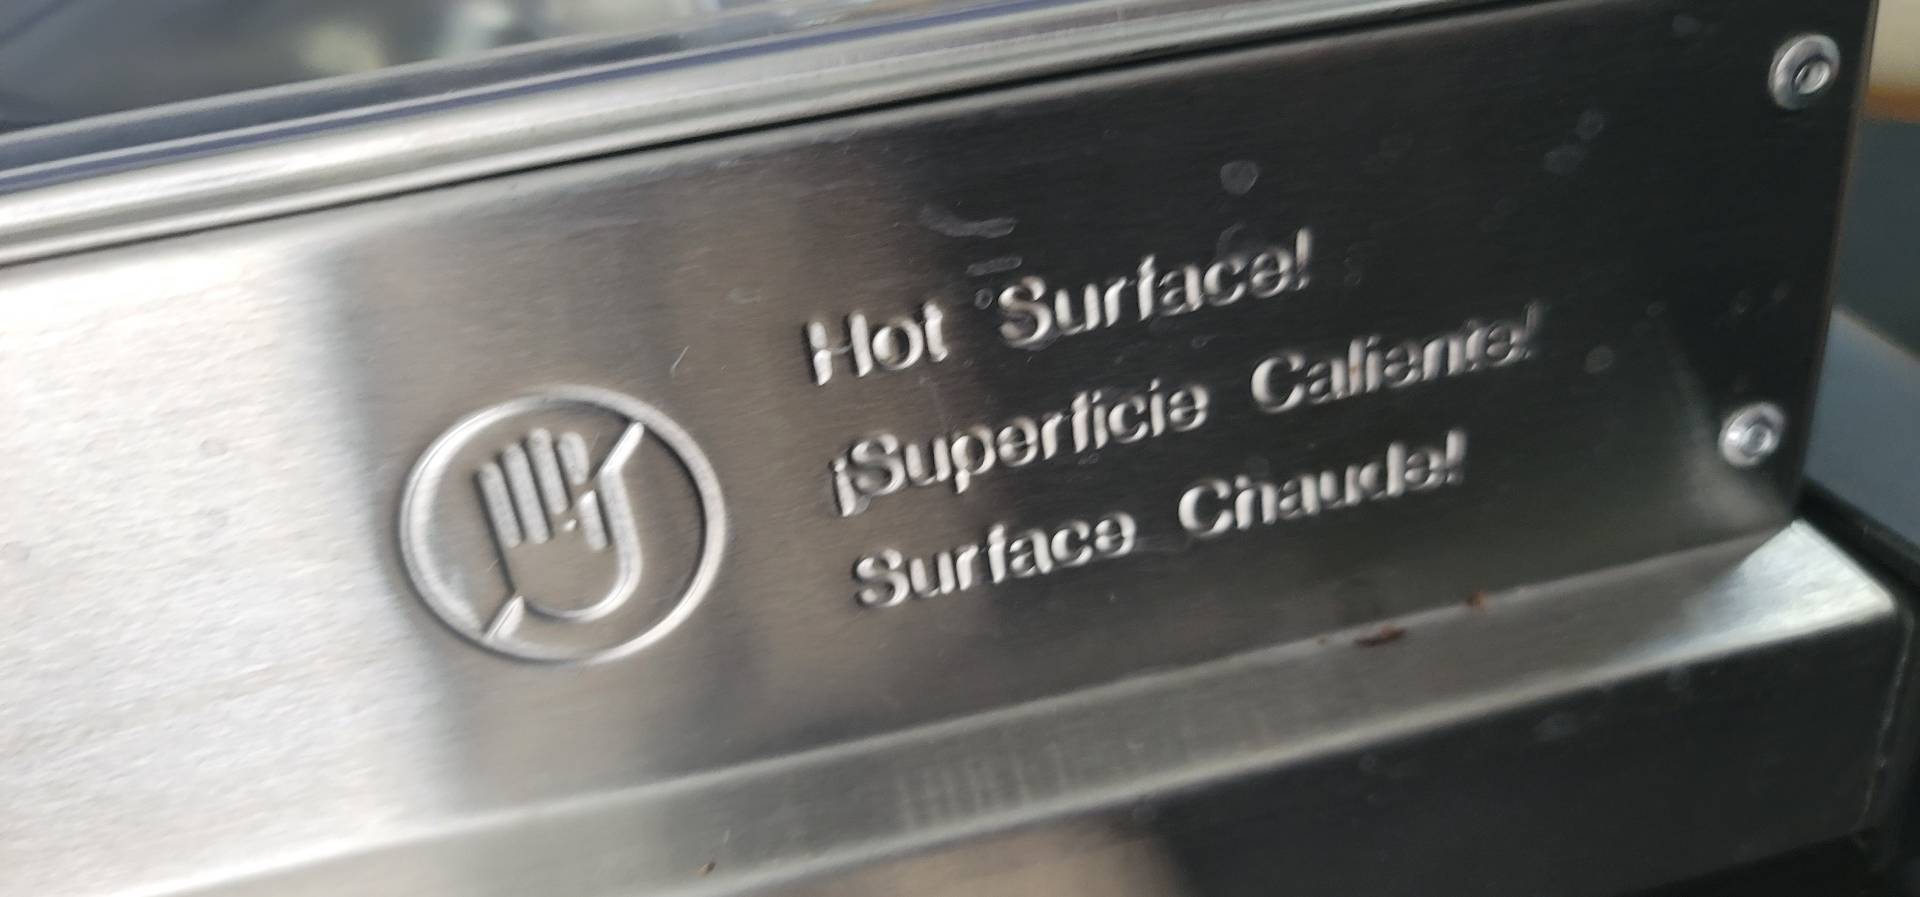 Hot Surface!
¡Superficie Caliente!
Surface Chaude!